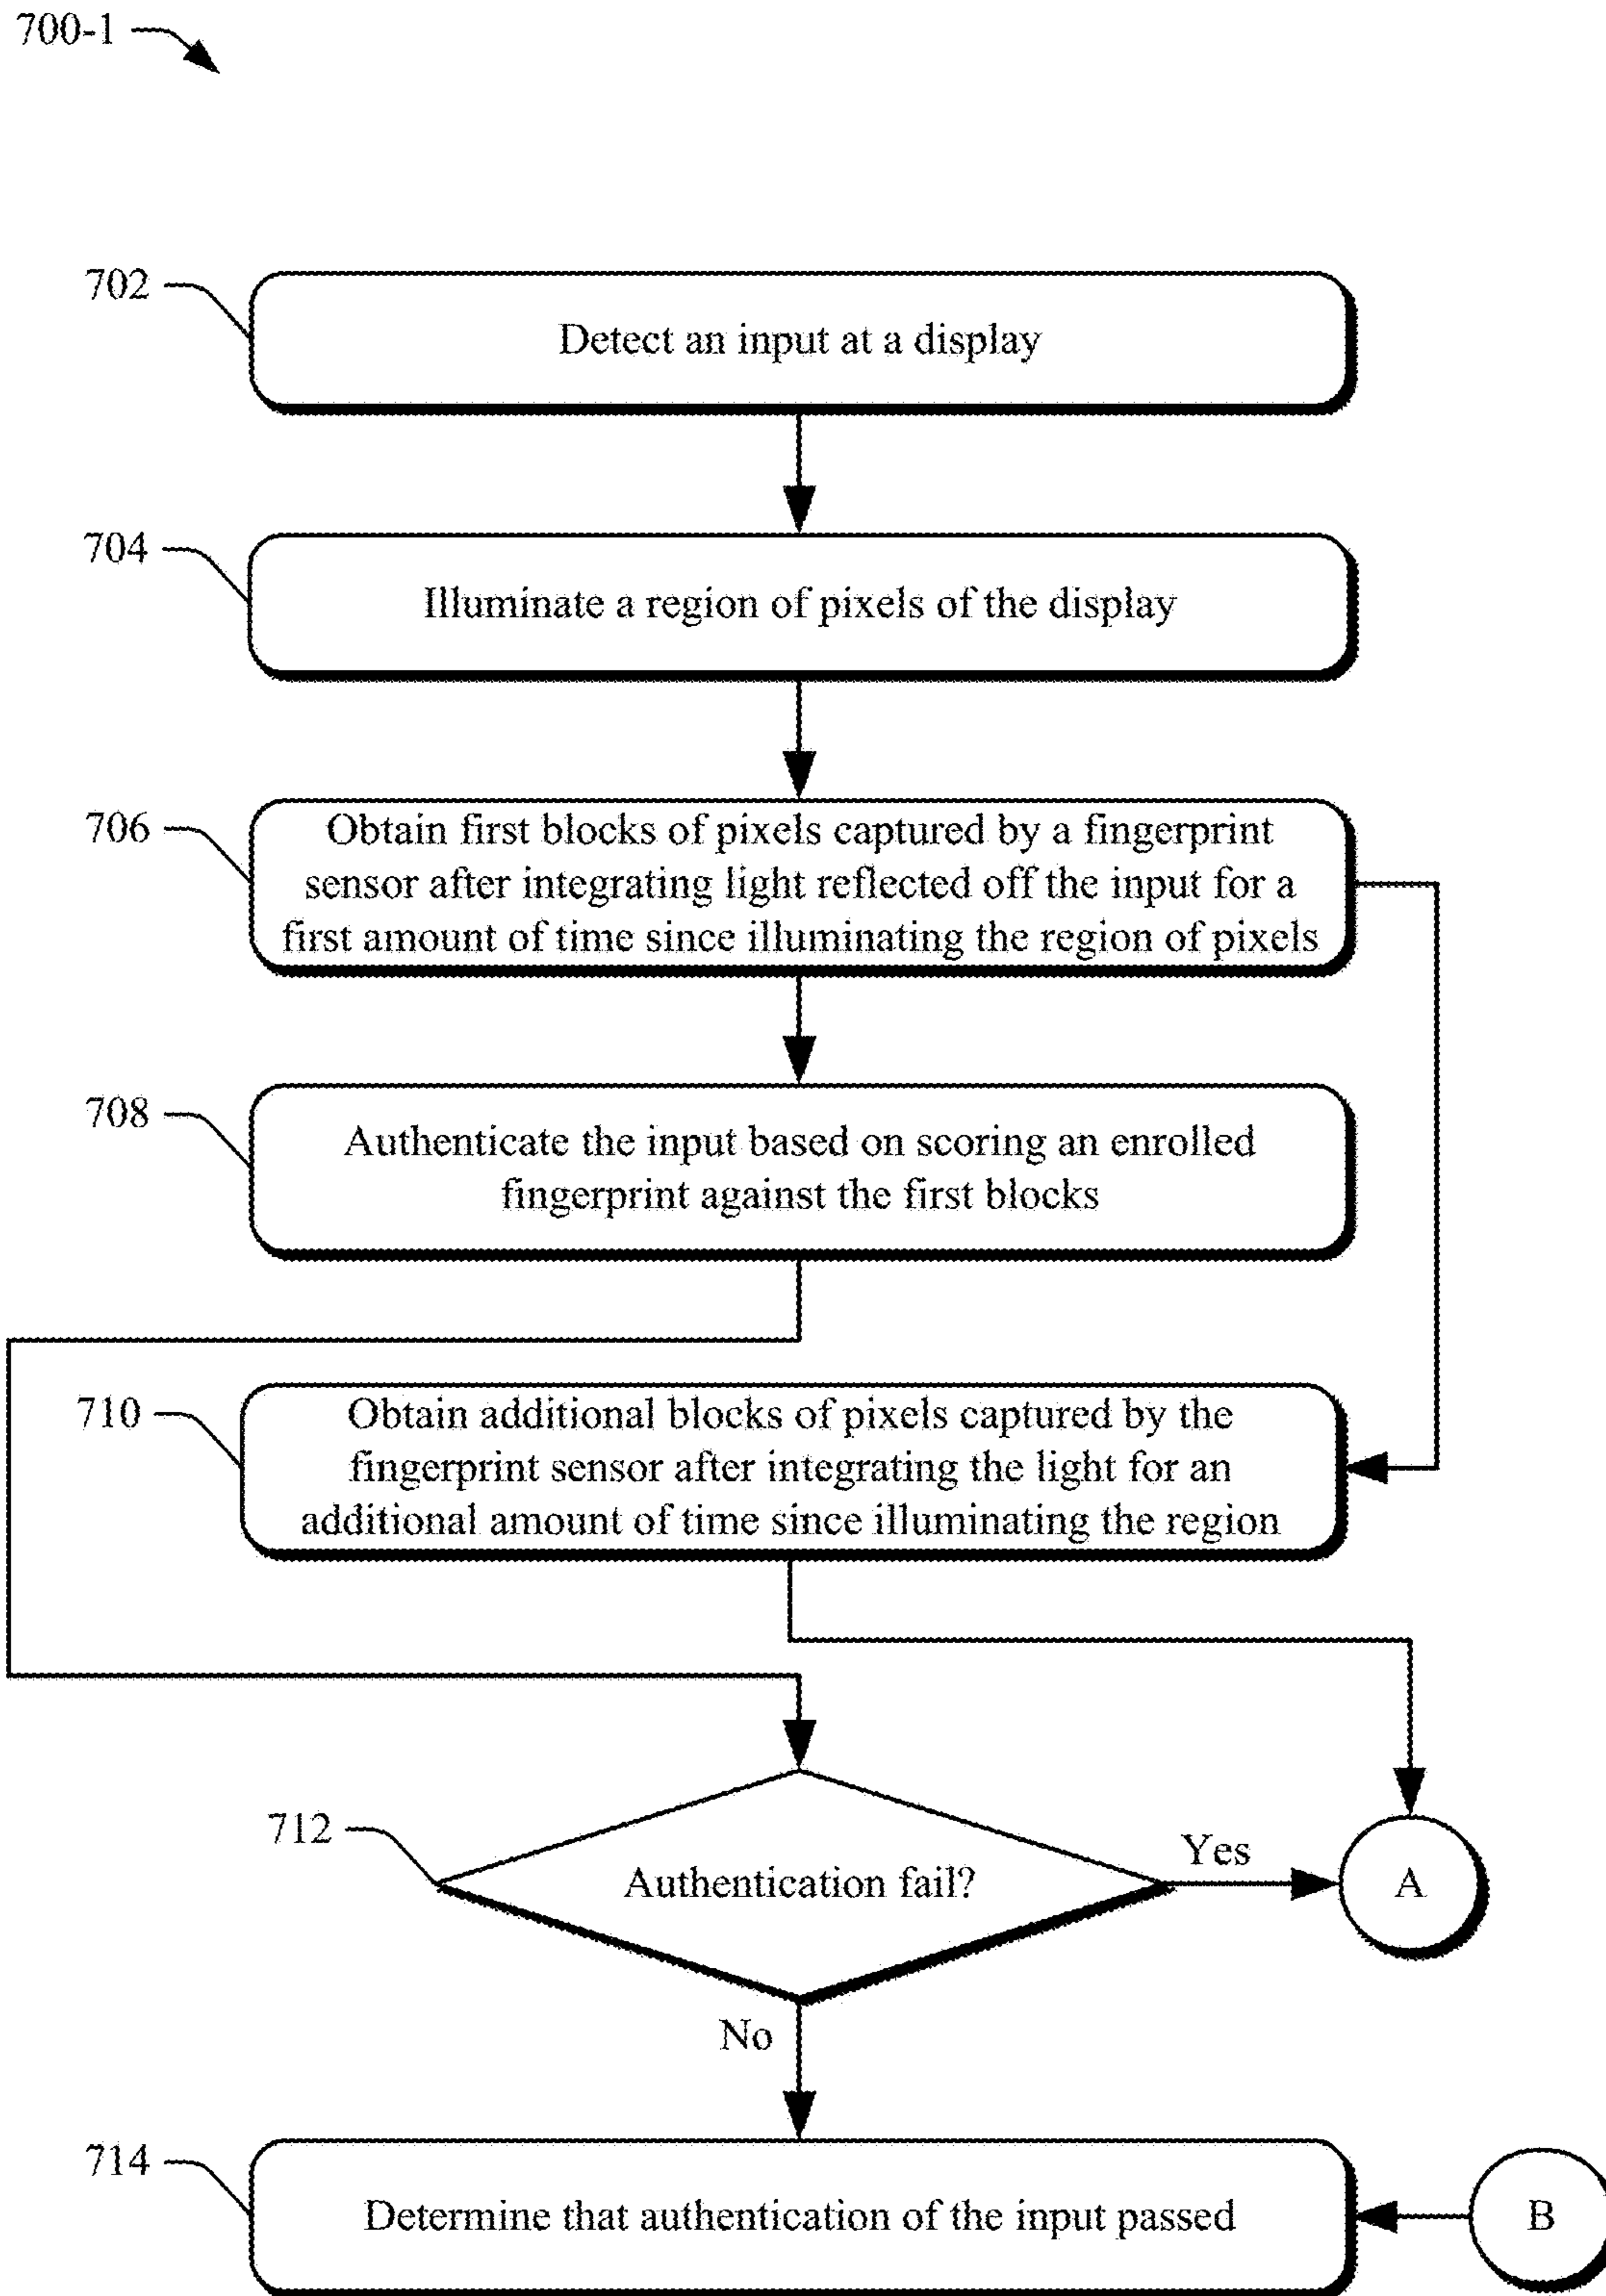 700-1
702
Detect an input at a display
704
Illuminate a region of pixels of the display
706
Obtain first blocks of pixels captured by a fingerprint
sensor after integrating light reflected off the input for a
first amount of time since illuminating the region of pixels
708
Authenticate the input based on scoring an enrolled
fingerprint against the first blocks
710
Obtain additional blocks of pixels captured by the
fingerprint sensor after integrating the light for an
additional amount of time since illuminating the region
712
Authentication fail?
Yes
A
No
714
Determine that authentication of the input passed
B